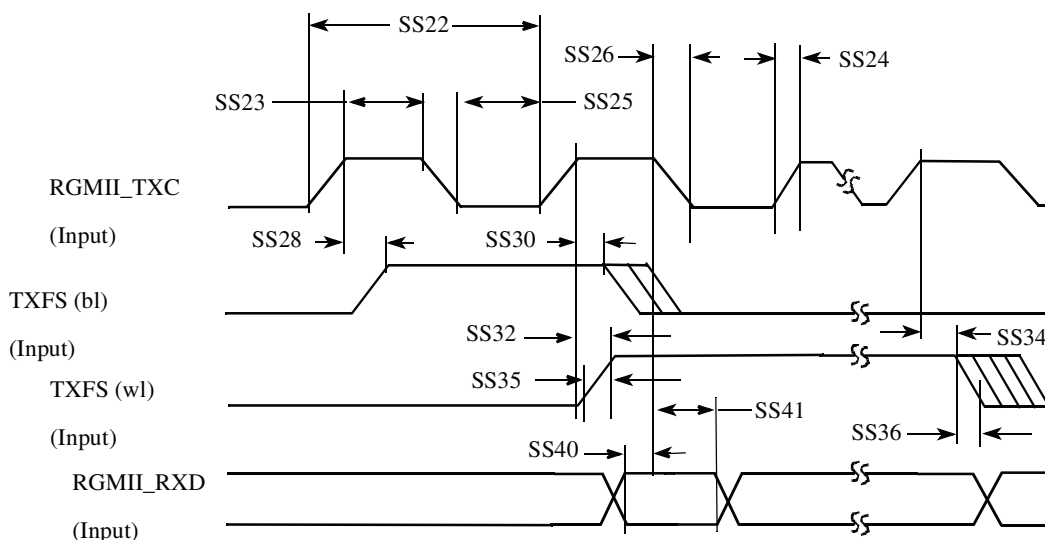 SS22
SS26
SS24
SS23
SS25
RGMII_TXC
(Input)
SS28
SS30
TXFS (bl)
(Input)
SS32
SS34
TXFS (wl)
(Input)
SS35
SS41
SS36
SS40
RGMII_RXD
(Input)